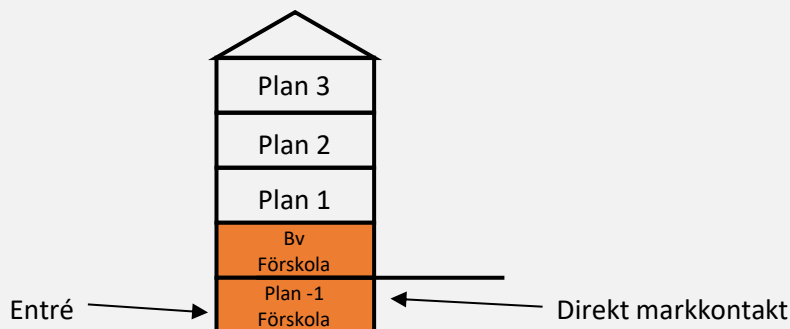 Plan 3
Plan 2
Plan 1
Bv
Förskola
Plan -1
Förskola
Entré
Direkt markkontakt